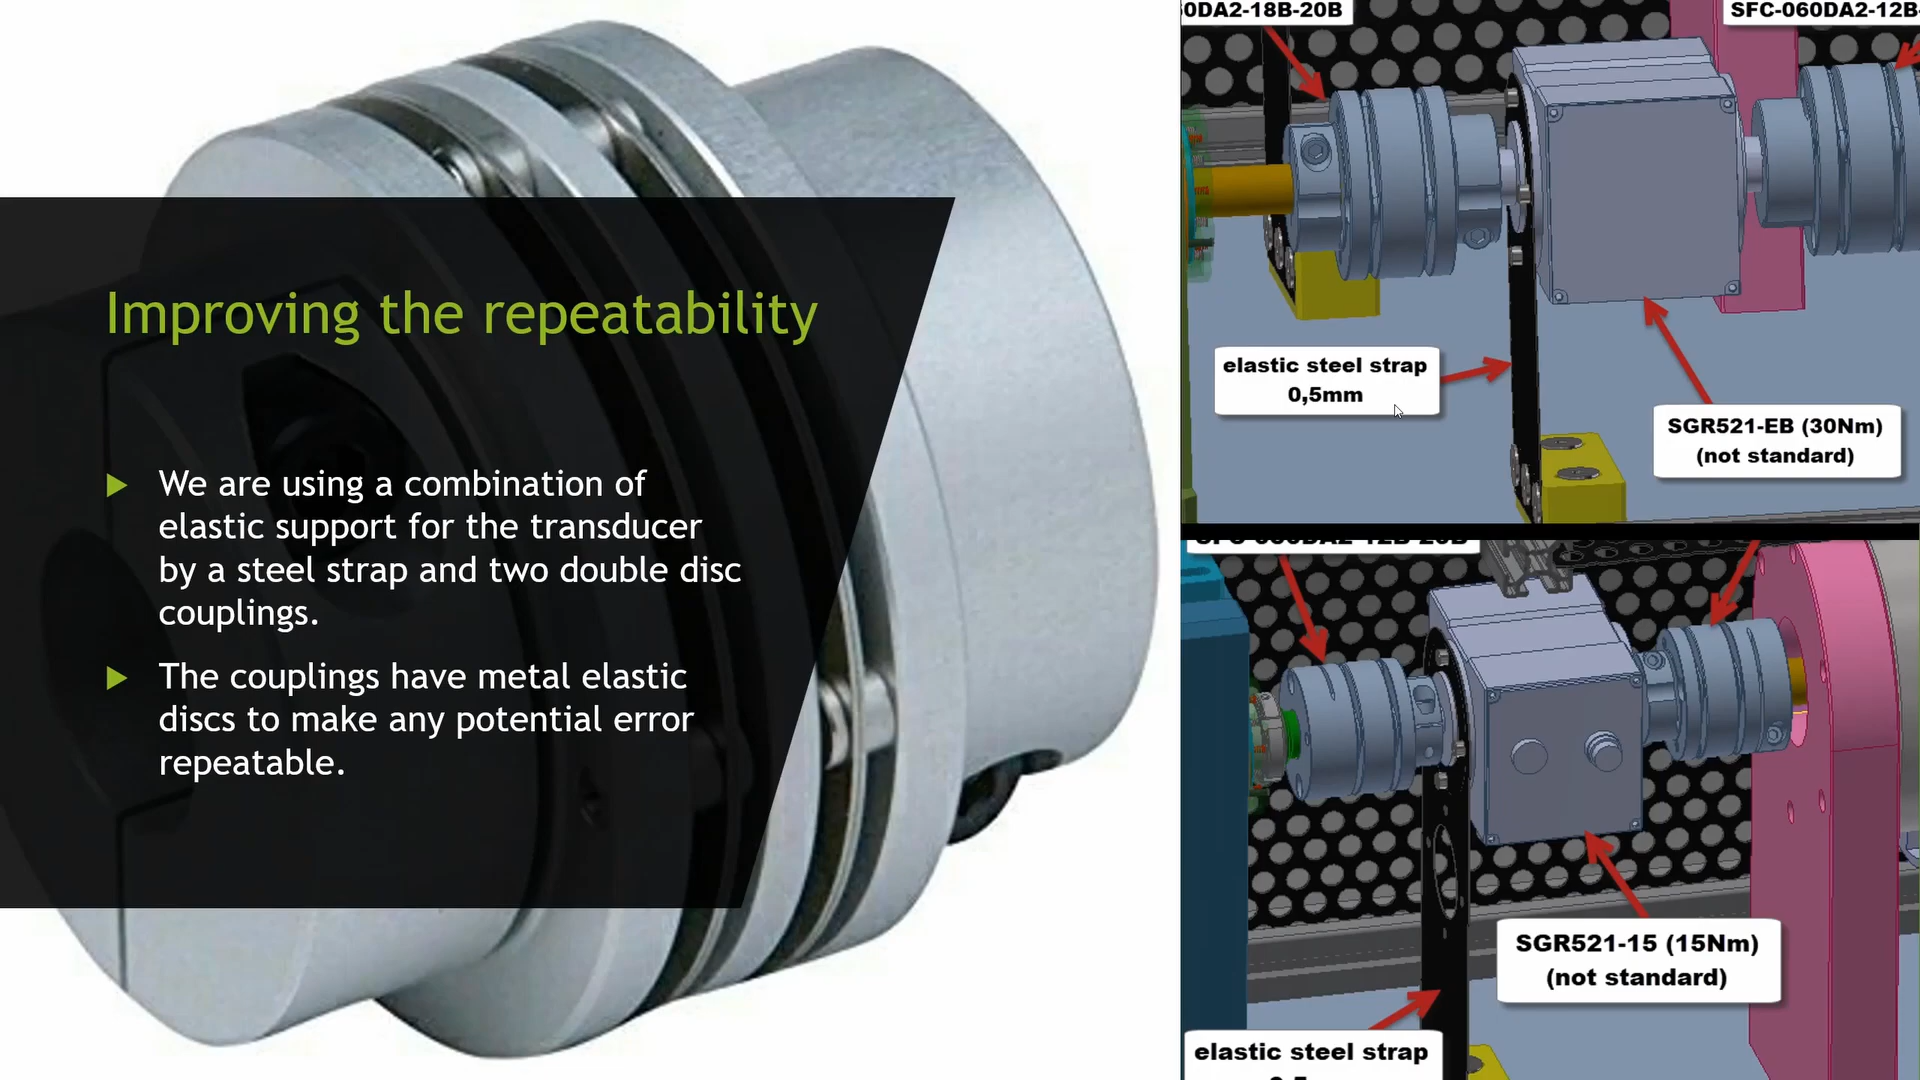 Improving the repeatability
We are using a combination of
elastic support for the transducer
by a steel strap and two double disc
couplings.
The couplings have metal elastic
discs to make any potential error
repeatable.
0DA2-18B-20B
SFC-060DA2-12B-
elastic steel strap
0,5mm
SGR521-EB (30Nm)
(not standard)
SGR521-15 (15Nm)
(not standard)
elastic steel strap